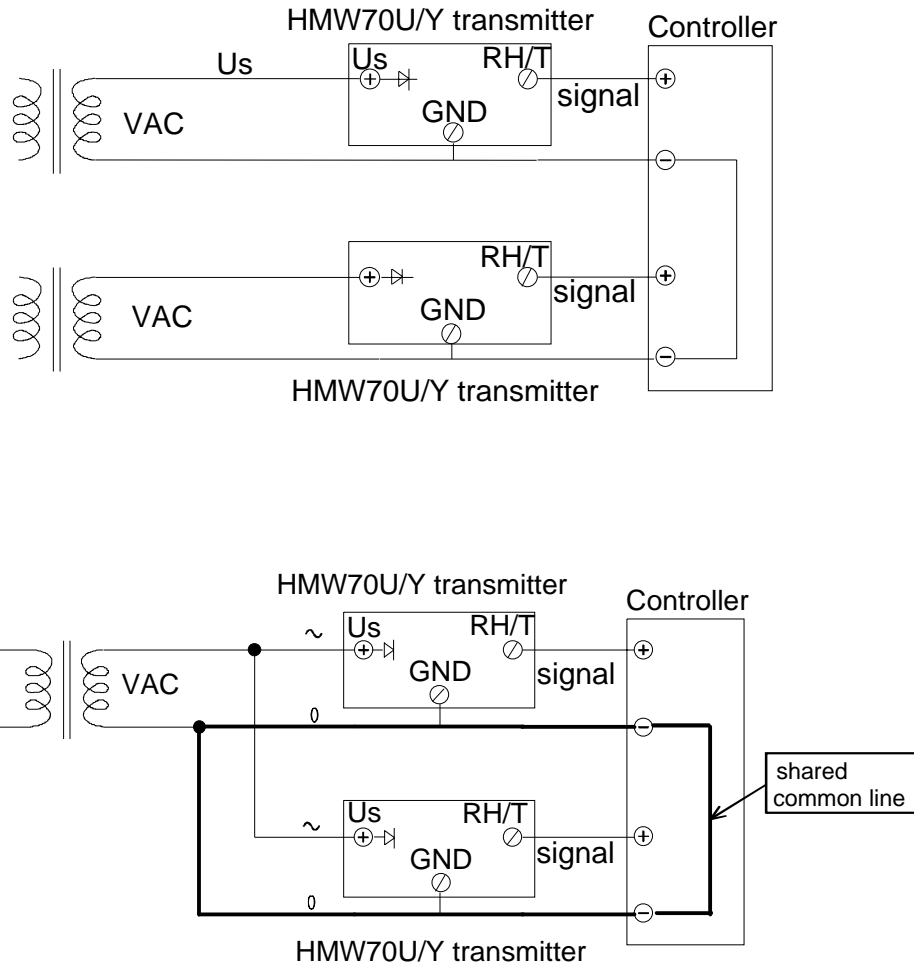 HMW70U/Y transmitter
Controller
Us
Us
RH/T
VAC
GND
signal
+
−
RH/T
VAC
GND
signal
+
−
HMW70U/Y transmitter
HMW70U/Y transmitter
Controller
~
Us
RH/T
VAC
GND
signal
+
0
−
shared
common line
~
Us
RH/T
GND
signal
+
0
−
HMW70U/Y transmitter